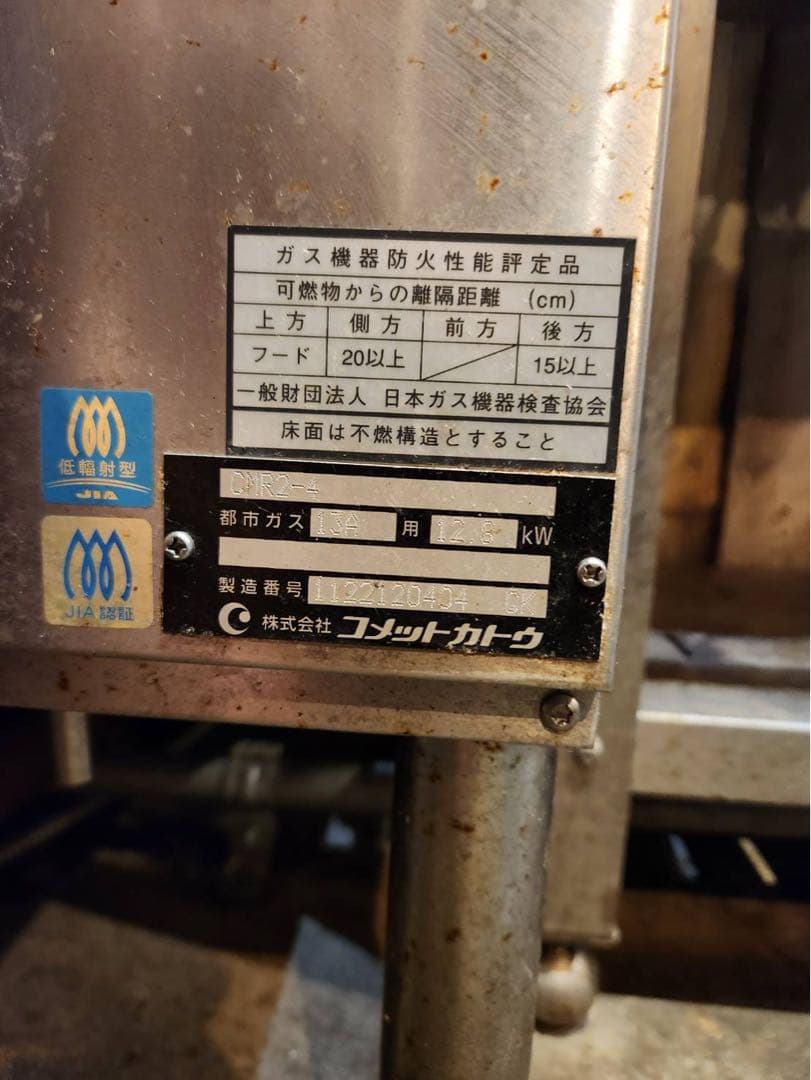 ガス機器防火性能評定品
可燃物からの離隔距離 (cm)
上方 側方 前方 後方
フード 20以上 15以上
一般財団法人 日本ガス機器検査協会
床面は不燃構造とすること
低輻射型
JIA
JIA認証
CMR2-4
都市ガス 13A 用 12.8 kW
製造番号 1122120404 GK
株式会社 コメットカトウ